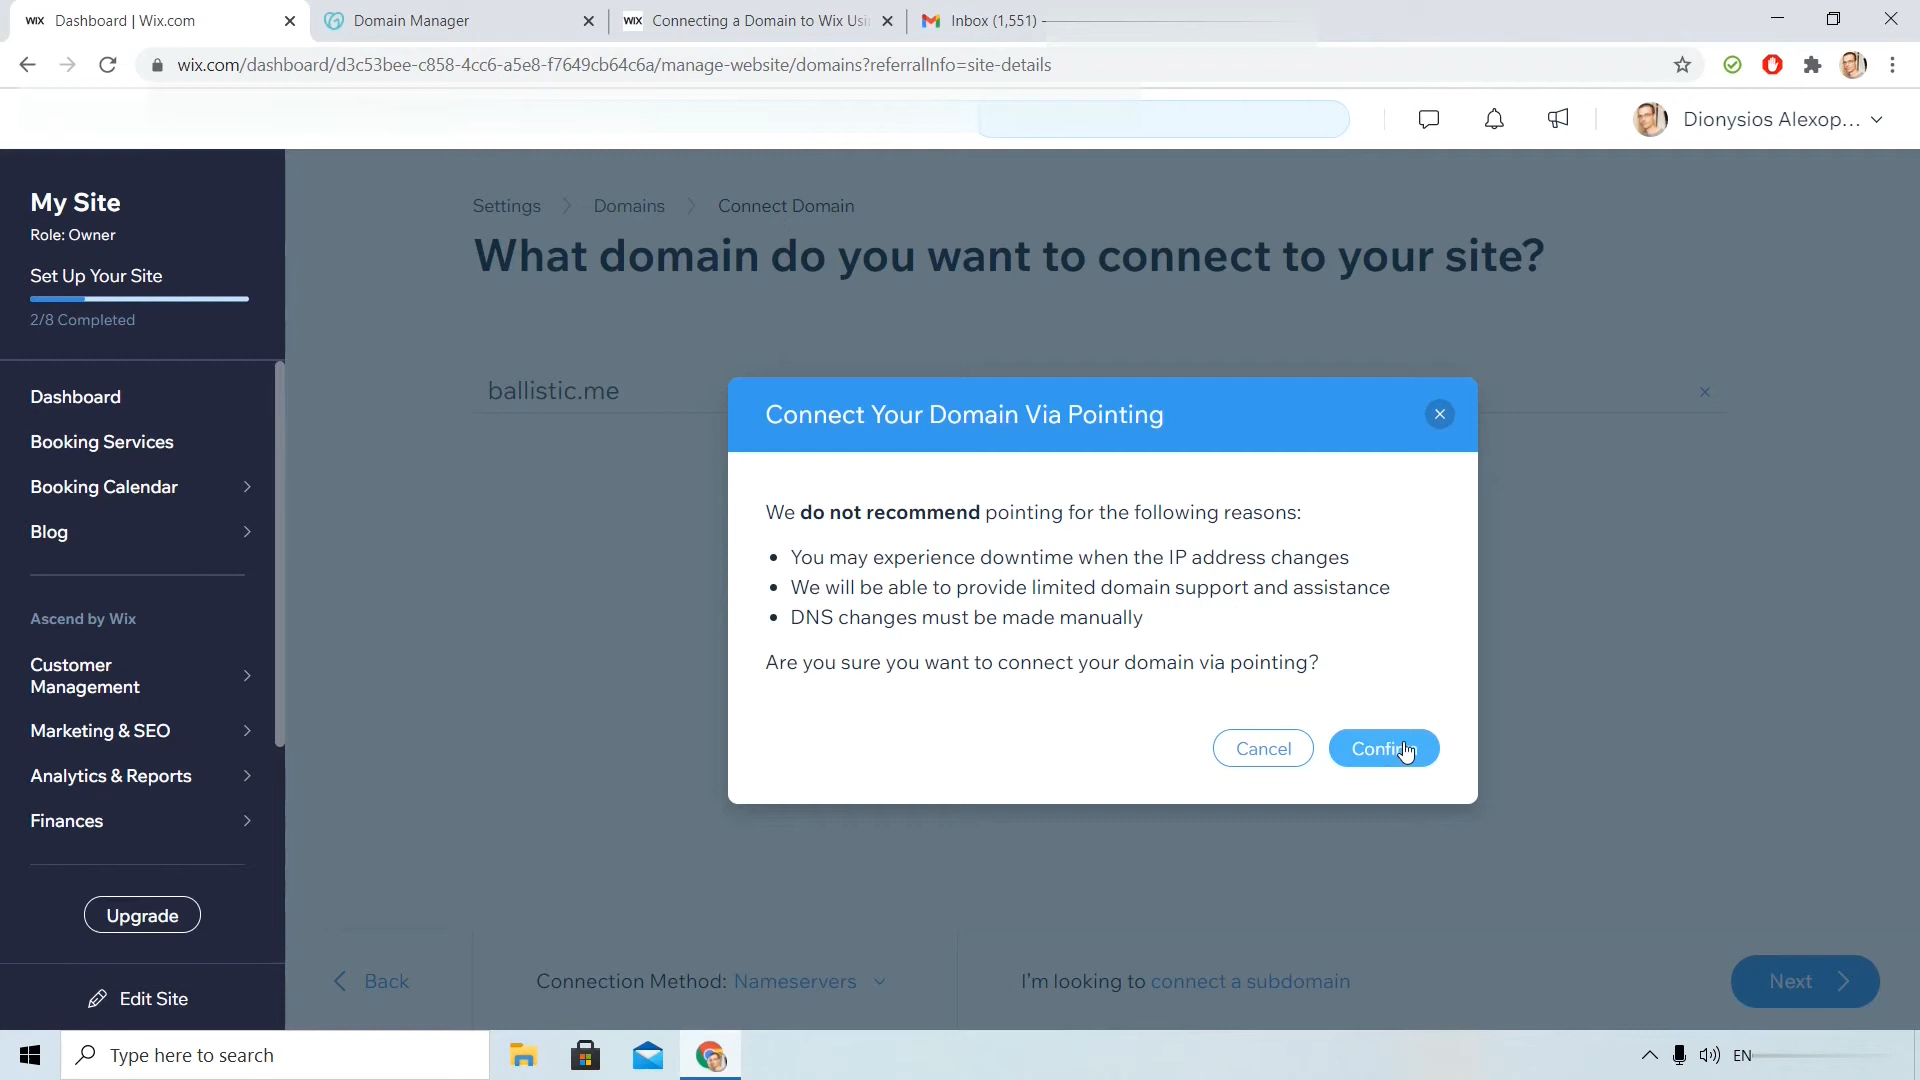 WIX Dashboard | Wix.com
Domain Manager
WIX Connecting a Domain to Wix Usi
Inbox (1,551) -
wix.com/dashboard/d3c53bee-c858-4cc6-a5e8-f7649cb64c6a/manage-website/domains?referralInfo=site-details
Dionysios Alexop...
My Site
Role: Owner
Set Up Your Site
2/8 Completed
Dashboard
Booking Services
Booking Calendar
Blog
Ascend by Wix
Customer
Management
Marketing & SEO
Analytics & Reports
Finances
Upgrade
Edit Site
Settings > Domains > Connect Domain
What domain do you want to connect to your site?
ballistic.me
Connect Your Domain Via Pointing
We do not recommend pointing for the following reasons:
• You may experience downtime when the IP address changes
• We will be able to provide limited domain support and assistance
• DNS changes must be made manually
Are you sure you want to connect your domain via pointing?
Cancel
Confirm
Back
Connection Method: Nameservers
I'm looking to connect a subdomain
Next
Type here to search
EN